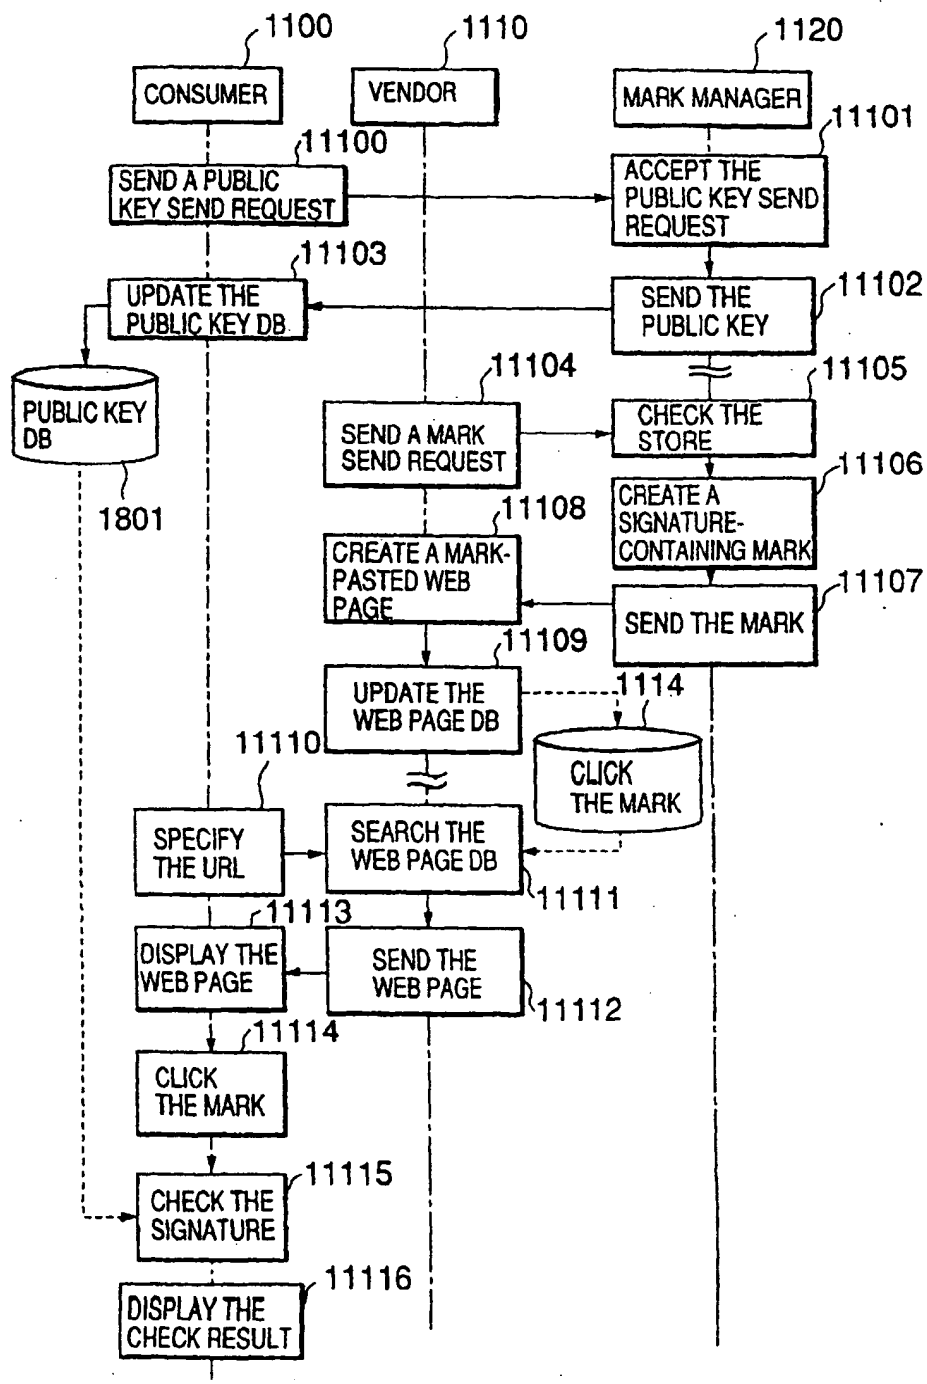 1100
1110
1120
CONSUMER
VENDOR
MARK MANAGER
11100
11101
SEND A PUBLIC
KEY SEND REQUEST
ACCEPT THE
PUBLIC KEY SEND
REQUEST
11103
11102
UPDATE THE
PUBLIC KEY DB
SEND THE
PUBLIC KEY
PUBLIC KEY
DB
1801
11104
11105
SEND A MARK
SEND REQUEST
CHECK THE
STORE
11106
CREATE A
SIGNATURE-
CONTAINING MARK
11108
CREATE A MARK-
PASTED WEB
PAGE
11107
SEND THE MARK
11109
UPDATE THE
WEB PAGE DB
1114
CLICK
THE MARK
11110
SPECIFY
THE URL
SEARCH THE
WEB PAGE DB
11111
11113
DISPLAY THE
WEB PAGE
SEND THE
WEB PAGE
11112
11114
CLICK
THE MARK
11115
CHECK THE
SIGNATURE
11116
DISPLAY THE
CHECK RESULT